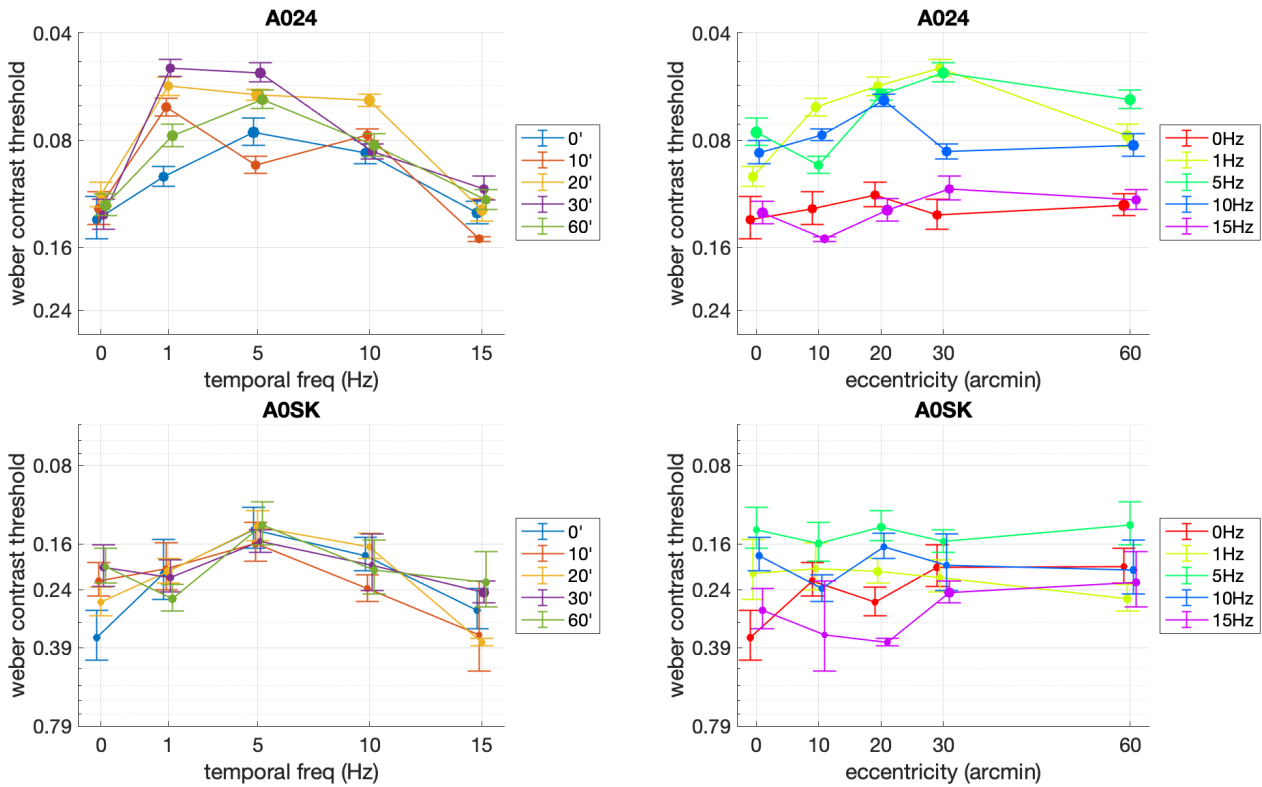 A024
0.04
0.08
0.16
0.24
weber contrast threshold
0
1
5
10
15
temporal freq (Hz)
0'
10'
20'
30'
60'
A024
0.04
0.08
0.16
0.24
weber contrast threshold
0
10
20
30
60
eccentricity (arcmin)
0Hz
1Hz
5Hz
10Hz
15Hz
A0SK
0.08
0.16
0.24
0.39
0.79
weber contrast threshold
0
1
5
10
15
temporal freq (Hz)
0'
10'
20'
30'
60'
A0SK
0.08
0.16
0.24
0.39
0.79
weber contrast threshold
0
10
20
30
60
eccentricity (arcmin)
0Hz
1Hz
5Hz
10Hz
15Hz